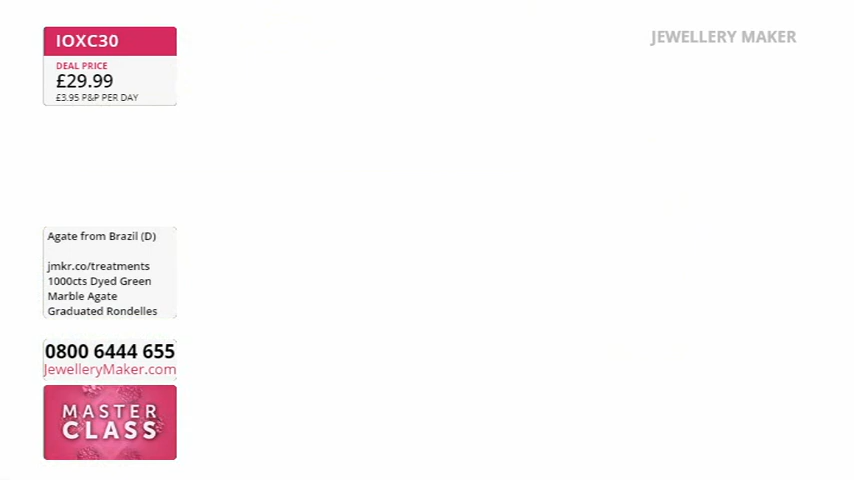 IOXC30
DEAL PRICE
£29.99
£3.95 P&P PER DAY
JEWELLERY MAKER
Agate from Brazil (D)
jmkr.co/treatments
1000cts Dyed Green
Marble Agate
Graduated Rondelles
0800 6444 655
JewelleryMaker.com
MASTER
CLASS